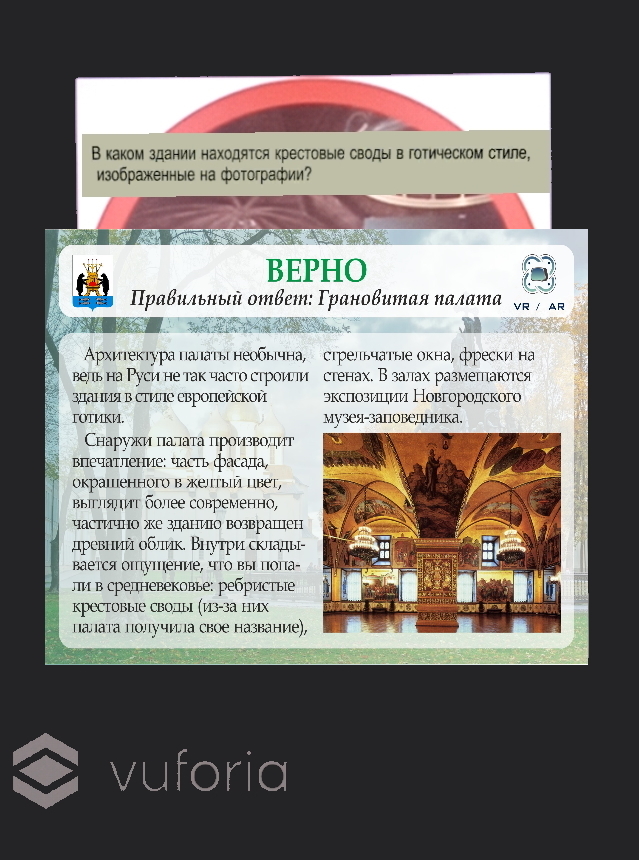 В каком здании находятся крестовые своды в готическом стиле,
изображенные на фотографии?
ВЕРНО
Правильный ответ: Грановитая палата
VR / AR
Архитектура палаты необычна,
ведь на Руси не так часто строили
здания в стиле европейской
готики.
Снаружи палата производит
впечатление: часть фасада,
окрашенного в желтый цвет,
выглядит более современно,
частично же зданию возвращен
древний облик. Внутри склады-
вается ощущение, что вы попа-
ли в средневековье: ребристые
крестовые своды (из-за них
палата получила свое название),
стрельчатые окна, фрески на
стенах. В залах размещаются
экспозиции Новгородского
музея-заповедника.
vuforia